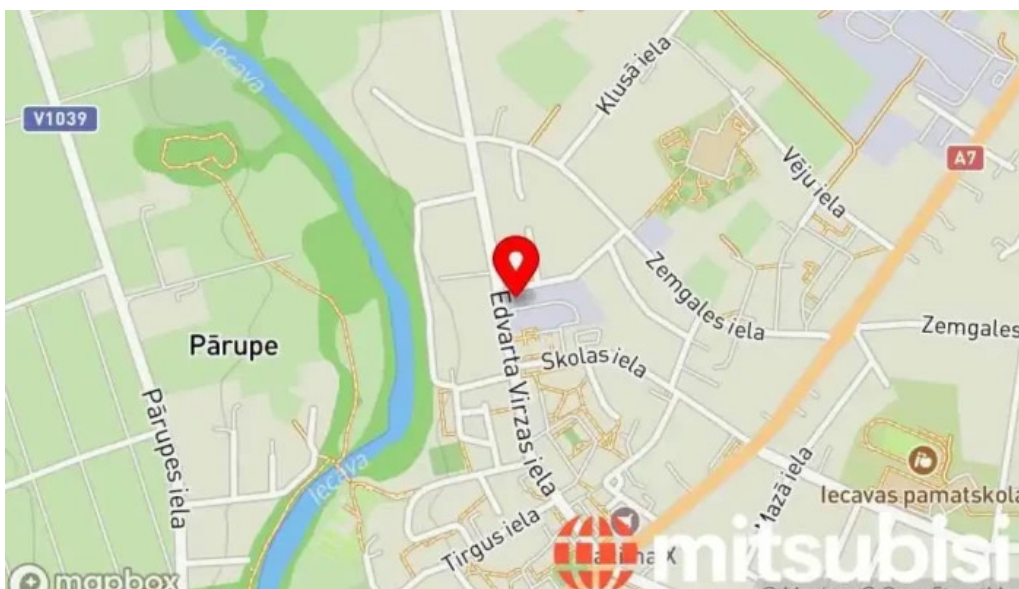 Iecava
V1039
Klusā iela
A7
Vēju iela
Zemgales iela
Zemgales
Edvarta Virzas iela
Skolas iela
Pārupe
Pārupes iela
Iecava
Mazā iela
Iecavas pamatskola
Tirgus iela
mitsubisi
mapbox